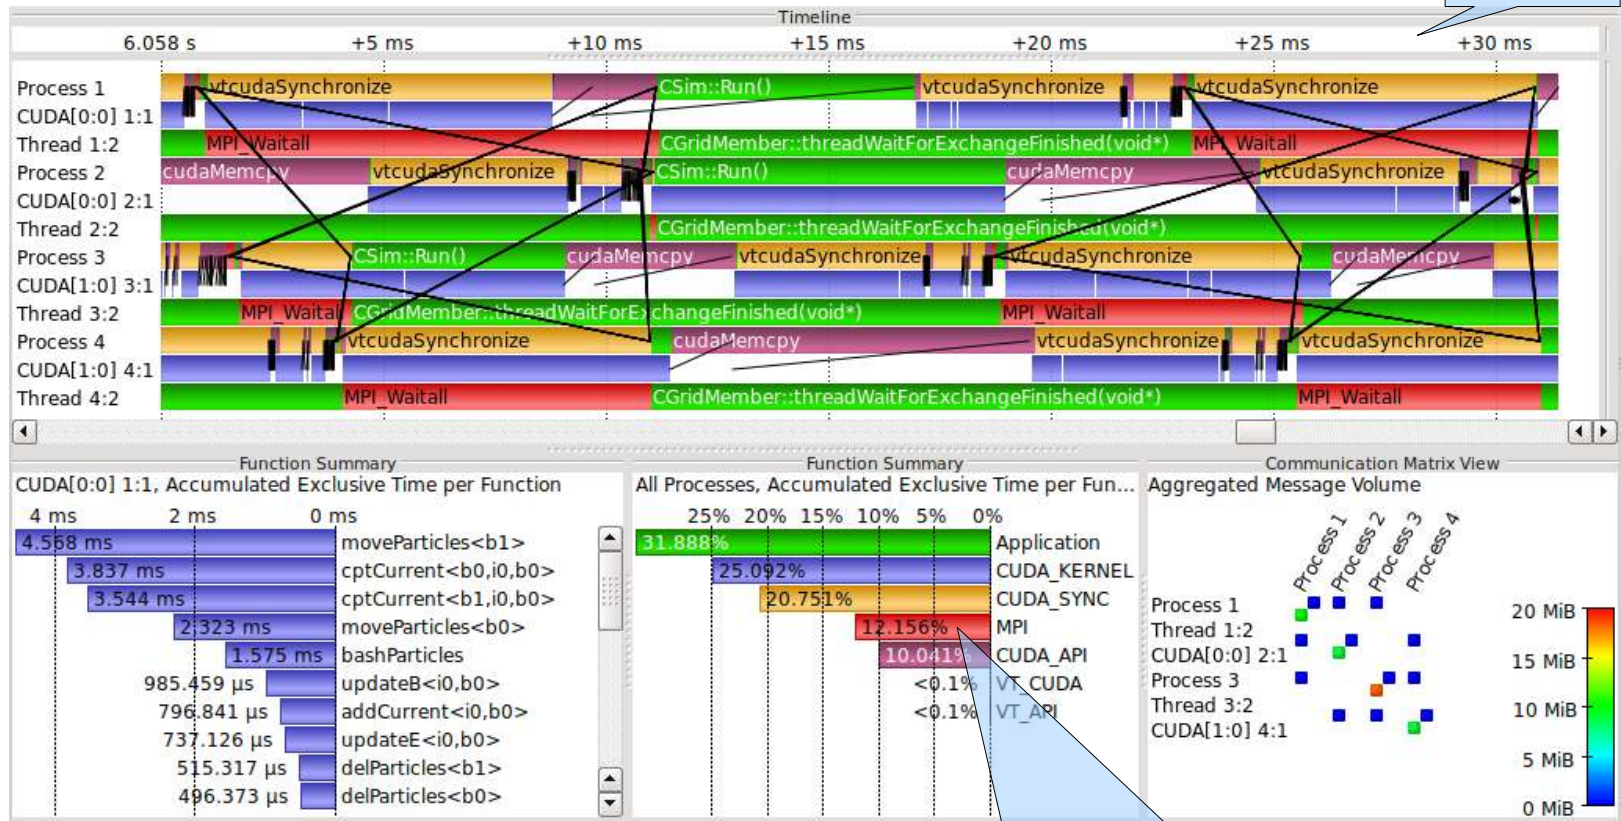 Timeline
6.058 s +5 ms +10 ms +15 ms +20 ms +25 ms +30 ms
Process 1 vtcudaSynchronize CSim::Run() vtcudaSynchronize vtcudaSynchronize
CUDA[0:0] 1:1
Thread 1:2 MPI_Waitall CGridMember::threadWaitForExchangeFinished(void*) MPI_Waitall
Process 2 cudaMemcpy vtcudaSynchronize CSim::Run() cudaMemcpy vtcudaSynchronize
CUDA[0:0] 2:1
Thread 2:2 CGridMember::threadWaitForExchangeFinished(void*)
Process 3 CSim::Run() cudaMemcpy vtcudaSynchronize vtcudaSynchronize cudaMemcpy
CUDA[1:0] 3:1
Thread 3:2 MPI_Waitall CGridMember::threadWaitForExchangeFinished(void*) MPI_Waitall
Process 4 vtcudaSynchronize cudaMemcpy vtcudaSynchronize vtcudaSynchronize
CUDA[1:0] 4:1
Thread 4:2 MPI_Waitall CGridMember::threadWaitForExchangeFinished(void*) MPI_Waitall
Function Summary
CUDA[0:0] 1:1, Accumulated Exclusive Time per Function
4 ms 2 ms 0 ms
4.568 ms moveParticles<b1>
3.837 ms cptCurrent<b0,i0,b0>
3.544 ms cptCurrent<b1,i0,b0>
2.323 ms moveParticles<b0>
1.575 ms bashParticles
985.459 µs updateB<i0,b0>
796.841 µs addCurrent<i0,b0>
737.126 µs updateE<i0,b0>
515.317 µs delParticles<b1>
496.373 µs delParticles<b0>
Function Summary
All Processes, Accumulated Exclusive Time per Fun...
25% 20% 15% 10% 5% 0%
31.888% Application
25.092% CUDA_KERNEL
20.751% CUDA_SYNC
12.156% MPI
10.041% CUDA_API
<0.1% VT_CUDA
<0.1% VT_API
Communication Matrix View
Aggregated Message Volume
Process 1
Process 2
Process 3
Process 4
Process 1
Thread 1:2
CUDA[0:0] 2:1
Process 3
Thread 3:2
CUDA[1:0] 4:1
20 MiB
15 MiB
10 MiB
5 MiB
0 MiB